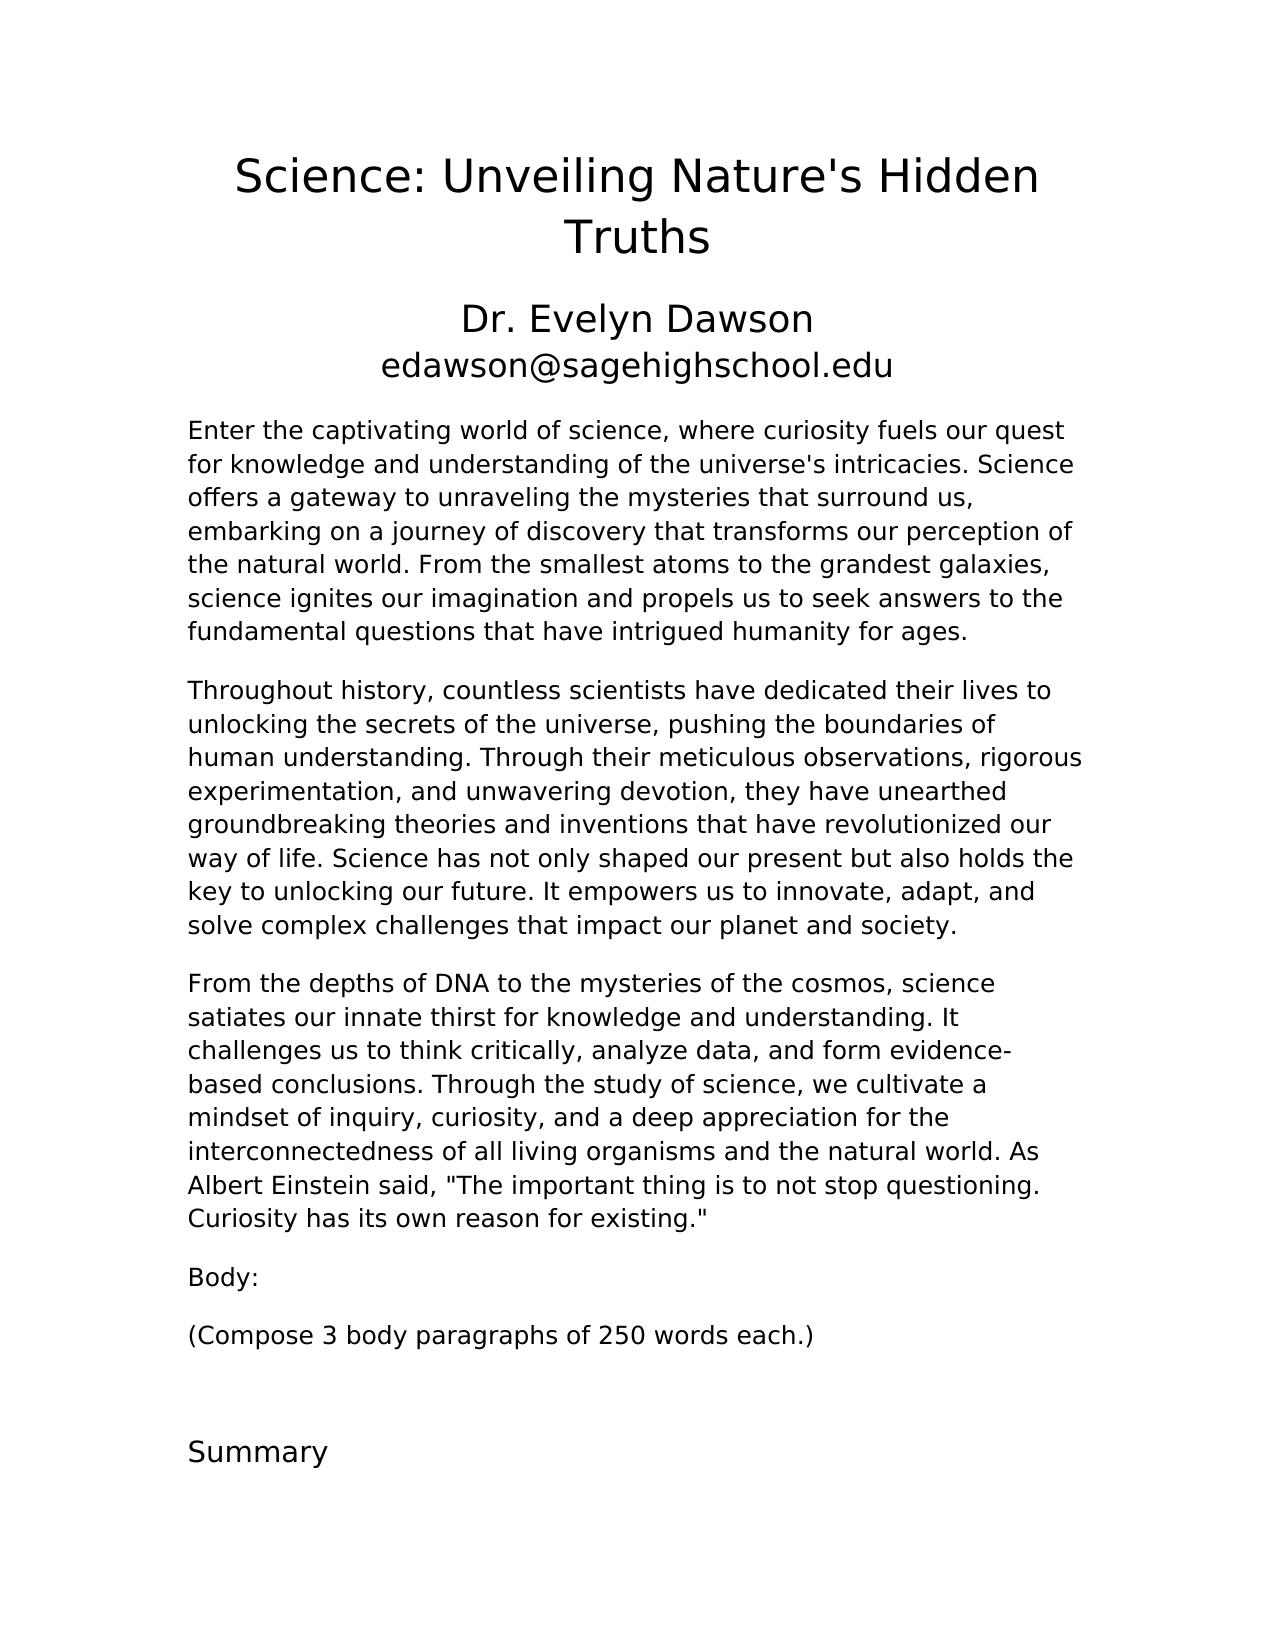 Science: Unveiling Nature's Hidden
Truths
Dr. Evelyn Dawson
edawson@sagehighschool.edu
Enter the captivating world of science, where curiosity fuels our quest
for knowledge and understanding of the universe's intricacies. Science
offers a gateway to unraveling the mysteries that surround us,
embarking on a journey of discovery that transforms our perception of
the natural world. From the smallest atoms to the grandest galaxies,
science ignites our imagination and propels us to seek answers to the
fundamental questions that have intrigued humanity for ages.
Throughout history, countless scientists have dedicated their lives to
unlocking the secrets of the universe, pushing the boundaries of
human understanding. Through their meticulous observations, rigorous
experimentation, and unwavering devotion, they have unearthed
groundbreaking theories and inventions that have revolutionized our
way of life. Science has not only shaped our present but also holds the
key to unlocking our future. It empowers us to innovate, adapt, and
solve complex challenges that impact our planet and society.
From the depths of DNA to the mysteries of the cosmos, science
satiates our innate thirst for knowledge and understanding. It
challenges us to think critically, analyze data, and form evidence-
based conclusions. Through the study of science, we cultivate a
mindset of inquiry, curiosity, and a deep appreciation for the
interconnectedness of all living organisms and the natural world. As
Albert Einstein said, "The important thing is to not stop questioning.
Curiosity has its own reason for existing."
Body:
(Compose 3 body paragraphs of 250 words each.)
Summary